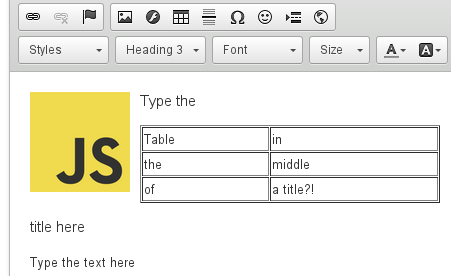 Styles Heading 3 Font Size A A
Type the
JS
Table in
the middle
of a title?!
title here
Type the text here